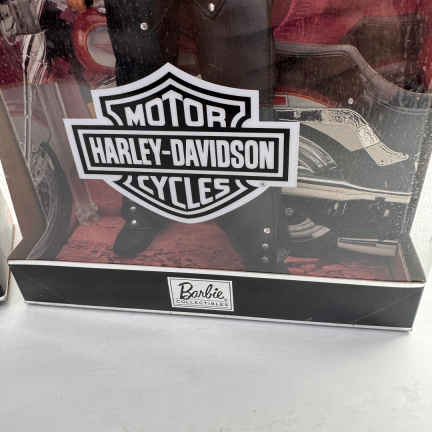 MOTOR
HARLEY-DAVIDSON
CYCLES
Barbie
COLLECTIBLES